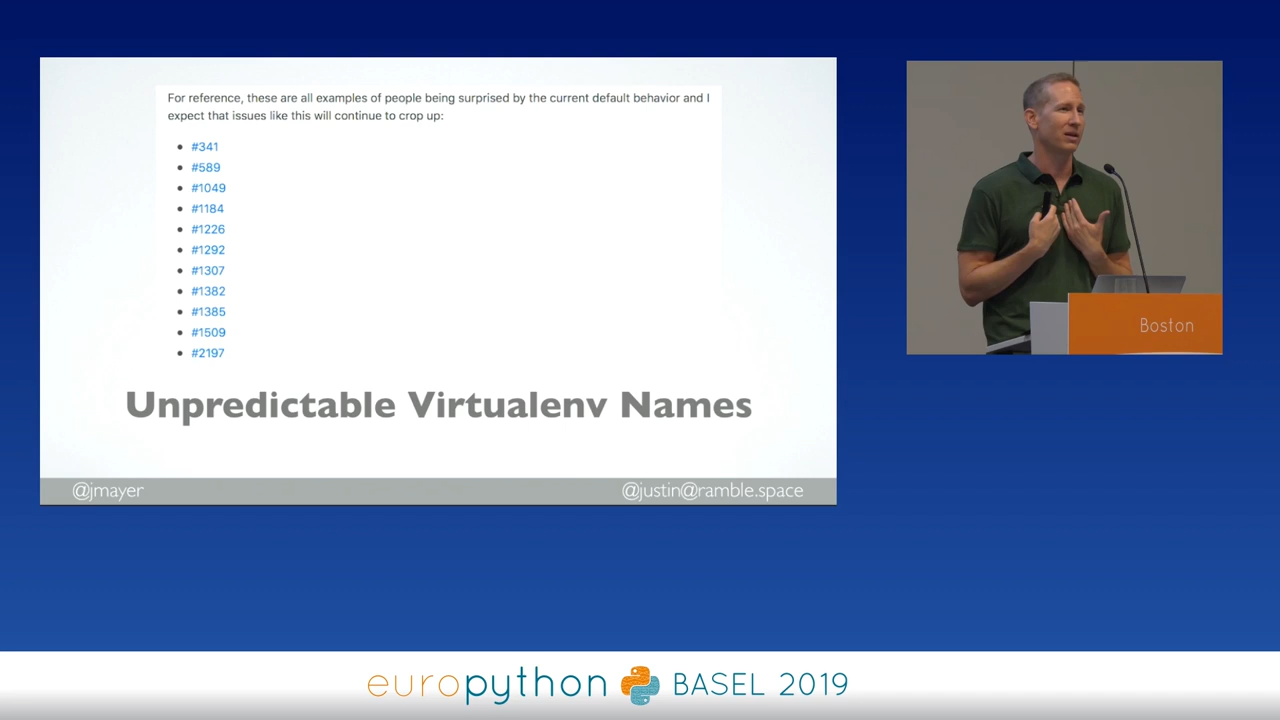 For reference, these are all examples of people being surprised by the current default behavior and I
expect that issues like this will continue to crop up:
#341
#589
#1049
#1184
#1226
#1292
#1307
#1382
#1385
#1509
#2197
Unpredictable Virtualenv Names
@jmayer
@justin@ramble.space
Boston
europython BASEL 2019